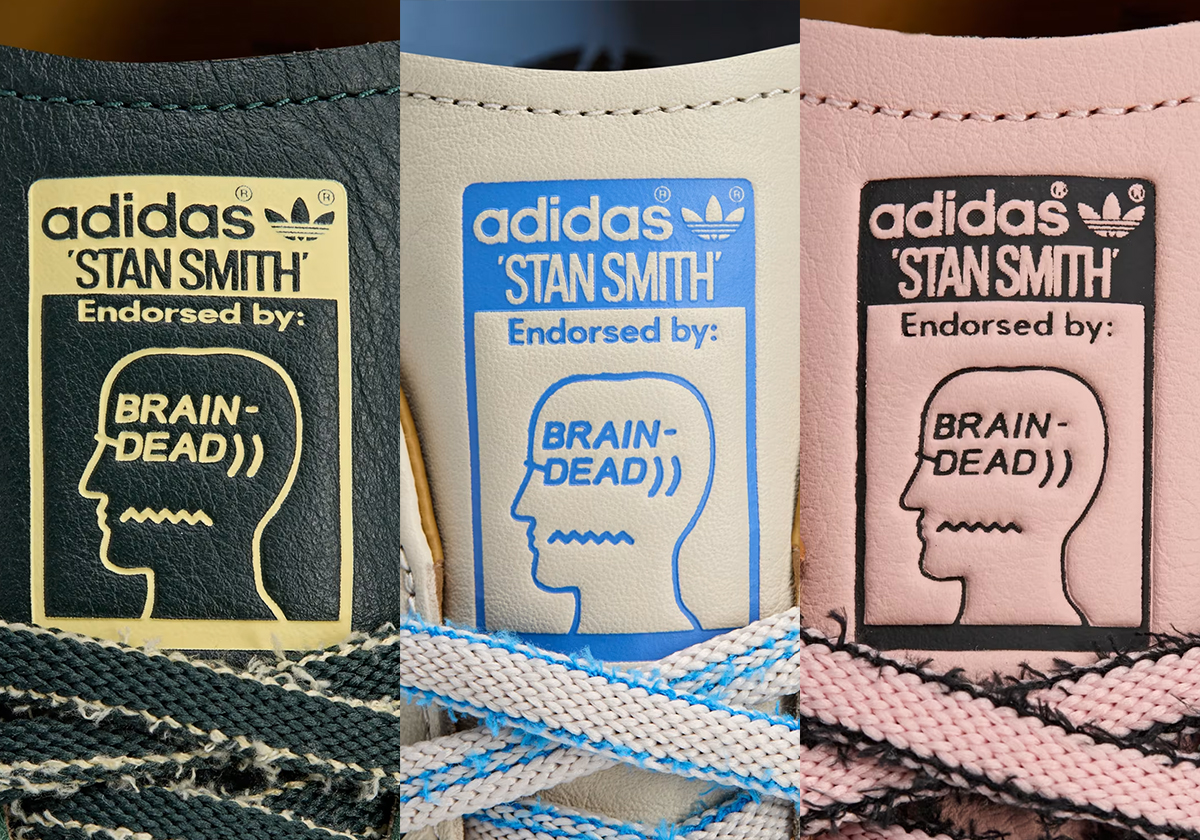 adidas® ®
'STAN SMITH'
Endorsed by:
BRAIN-
DEAD))
adidas® ®
'STAN SMITH'
Endorsed by:
BRAIN-
DEAD))
adidas® ®
'STAN SMITH'
Endorsed by:
BRAIN-
DEAD))